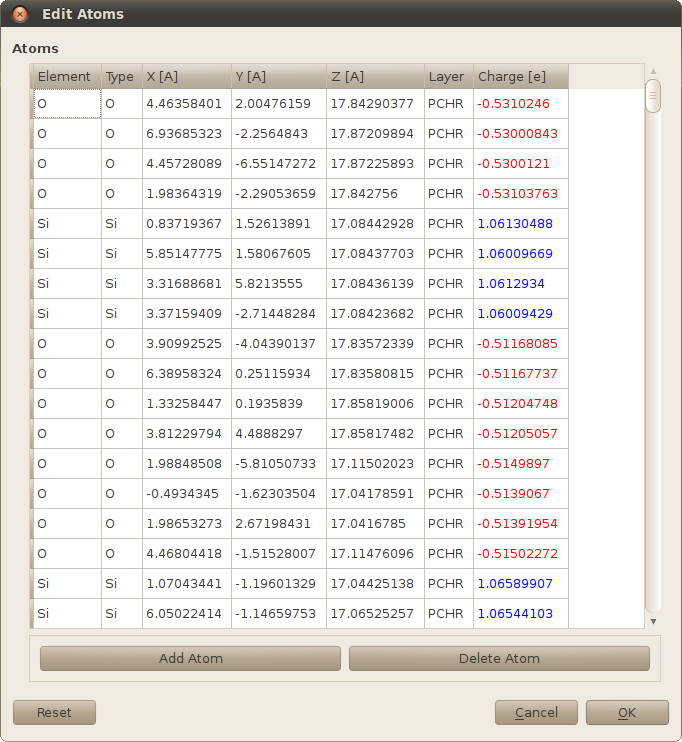 Edit Atoms
Atoms
Element Type X [A] Y [A] Z [A] Layer Charge [e]
O O 4.46358401 2.00476159 17.84290377 PCHR -0.5310246
O O 6.93685323 -2.2564843 17.87209894 PCHR -0.53000843
O O 4.45728089 -6.55147272 17.87225893 PCHR -0.5300121
O O 1.98364319 -2.29053659 17.842756 PCHR -0.53103763
Si Si 0.83719367 1.52613891 17.08442928 PCHR 1.06130488
Si Si 5.85147775 1.58067605 17.08437703 PCHR 1.06009669
Si Si 3.31688681 5.8213555 17.08436139 PCHR 1.0612934
Si Si 3.37159409 -2.71448284 17.08423682 PCHR 1.06009429
O O 3.90992525 -4.04390137 17.83572339 PCHR -0.51168085
O O 6.38958324 0.25115934 17.83580815 PCHR -0.51167737
O O 1.33258447 0.1935839 17.85819006 PCHR -0.51204748
O O 3.81229794 4.4888297 17.85817482 PCHR -0.51205057
O O 1.98848508 -5.81050733 17.11502023 PCHR -0.5149897
O O -0.4934345 -1.62303504 17.04178591 PCHR -0.5139067
O O 1.98653273 2.67198431 17.0416785 PCHR -0.51391954
O O 4.46804418 -1.51528007 17.11476096 PCHR -0.51502272
Si Si 1.07043441 -1.19601329 17.04425138 PCHR 1.06589907
Si Si 6.05022414 -1.14659753 17.06525257 PCHR 1.06544103
Add Atom Delete Atom
Reset Cancel OK